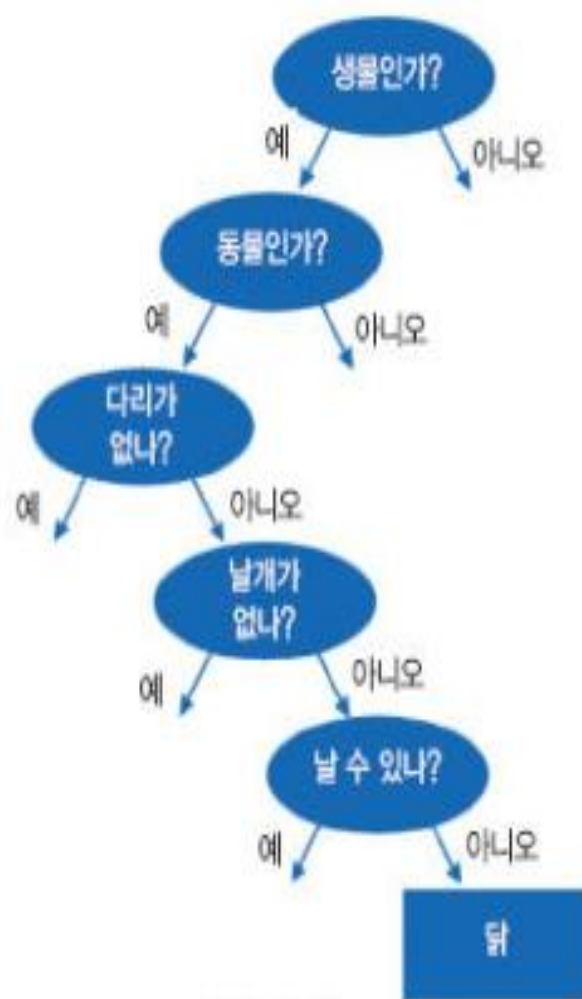 생물인가?
예
아니오
동물인가?
예
아니오
다리가
없나?
예
아니오
날개가
없나?
예
아니오
날 수 있나?
예
아니오
닭